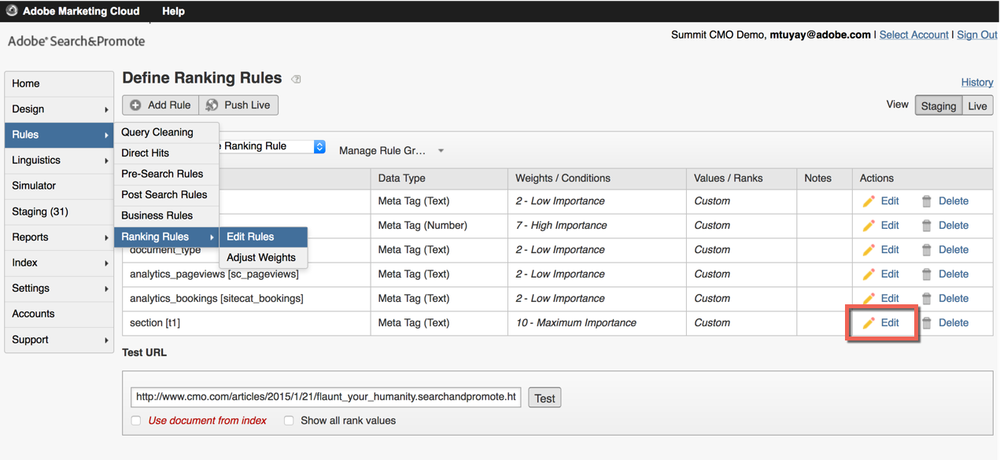 Adobe Marketing Cloud Help
Adobe® Search&Promote
Summit CMO Demo, mtuyay@adobe.com | Select Account | Sign Out
Home
Design
Rules
Linguistics
Simulator
Staging (31)
Reports
Index
Settings
Accounts
Support
Define Ranking Rules
History
Add Rule Push Live
View Staging Live
Query Cleaning
Direct Hits
Pre-Search Rules
Post Search Rules
Business Rules
Ranking Rules
Edit Rules
Adjust Weights
Ranking Rule Manage Rule Gr...
Data Type Weights / Conditions Values / Ranks Notes Actions
Meta Tag (Text) 2 - Low Importance Custom Edit Delete
Meta Tag (Number) 7 - High Importance Custom Edit Delete
document_type Meta Tag (Text) 2 - Low Importance Custom Edit Delete
analytics_pageviews [sc_pageviews] Meta Tag (Text) 2 - Low Importance Custom Edit Delete
analytics_bookings [sitecat_bookings] Meta Tag (Text) 2 - Low Importance Custom Edit Delete
section [t1] Meta Tag (Text) 10 - Maximum Importance Custom Edit Delete
Test URL
http://www.cmo.com/articles/2015/1/21/flaunt_your_humanity.searchandpromote.ht Test
Use document from index Show all rank values